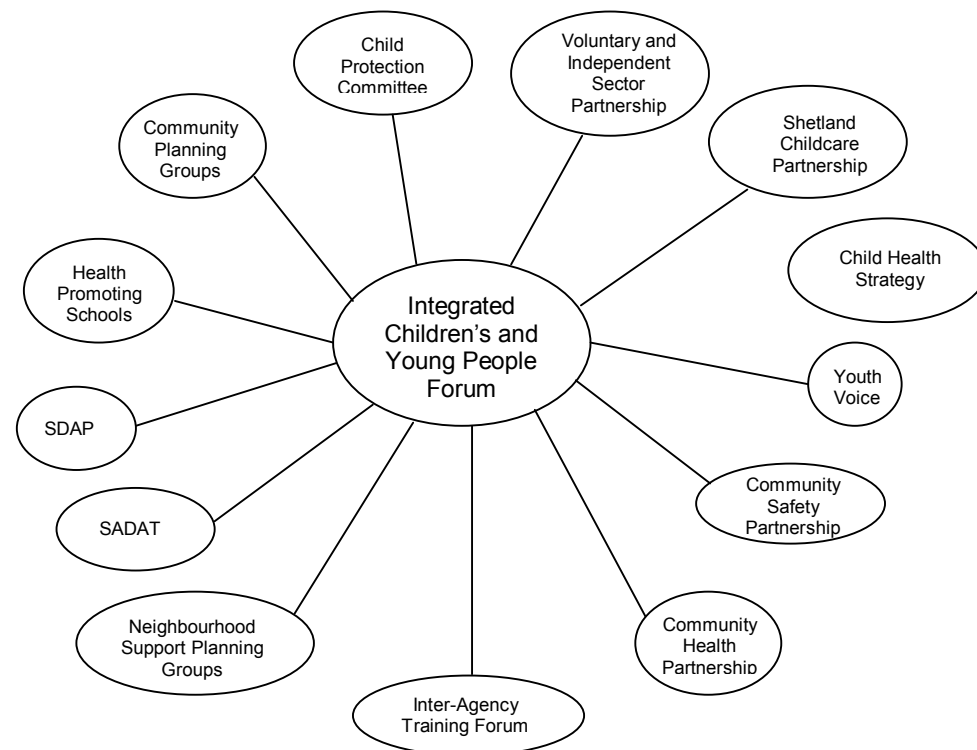 Child
Protection
Committee
Voluntary and
Independent
Sector
Partnership
Community
Planning
Groups
Shetland
Childcare
Partnership
Health
Promoting
Schools
Child Health
Strategy
Integrated
Children’s and
Young People
Forum
Youth
Voice
SDAP
SADAT
Community
Safety
Partnership
Neighbourhood
Support Planning
Groups
Community
Health
Partnership
Inter-Agency
Training Forum